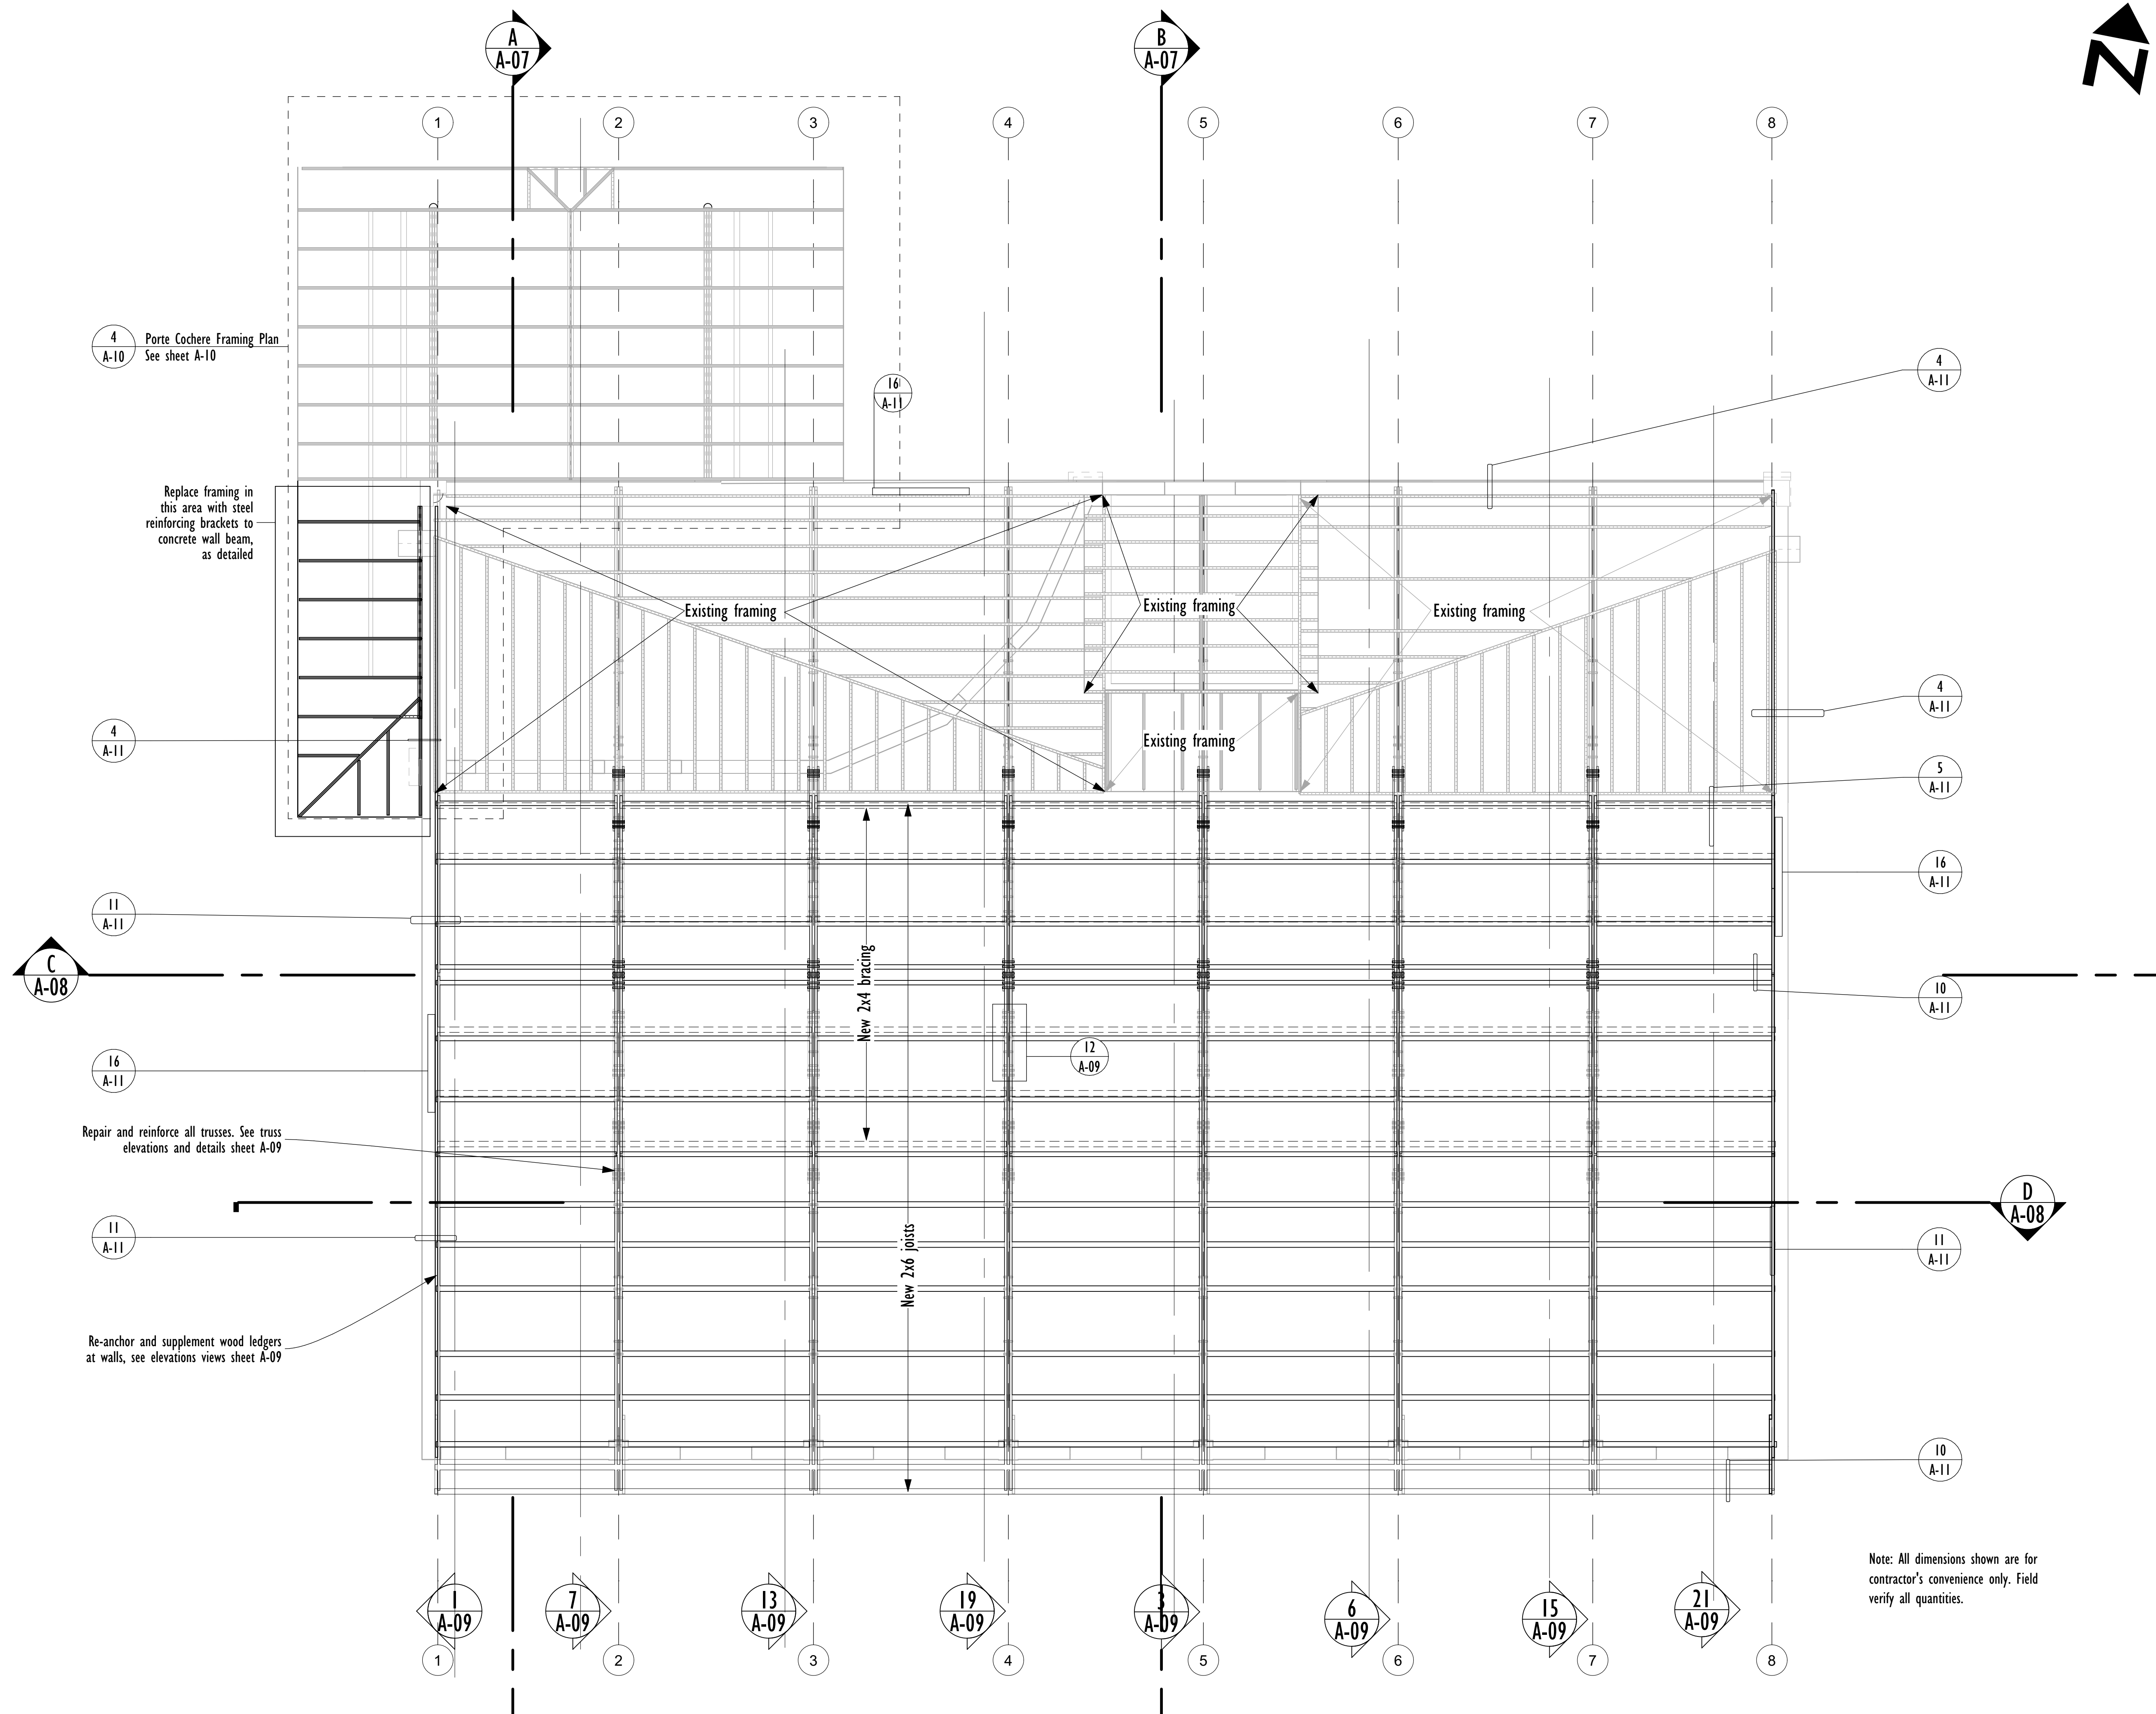 A
A-07
B
A-07
N
1
2
3
4
5
6
7
8
4
A-10
Porte Cochere Framing Plan
See sheet A-10
16
A-11
4
A-11
Replace framing in
this area with steel
reinforcing brackets to
concrete wall beam,
as detailed
Existing framing
Existing framing
Existing framing
Existing framing
4
A-11
4
A-11
5
A-11
16
A-11
11
A-11
C
A-08
New 2x4 bracing
10
A-11
12
A-09
16
A-11
Repair and reinforce all trusses. See truss
elevations and details sheet A-09
D
A-08
11
A-11
New 2x6 joists
11
A-11
Re-anchor and supplement wood ledgers
at walls, see elevations views sheet A-09
10
A-11
Note: All dimensions shown are for
contractor's convenience only. Field
verify all quantities.
1
A-09
7
A-09
13
A-09
19
A-09
3
A-09
6
A-09
15
A-09
21
A-09
1
2
3
4
5
6
7
8